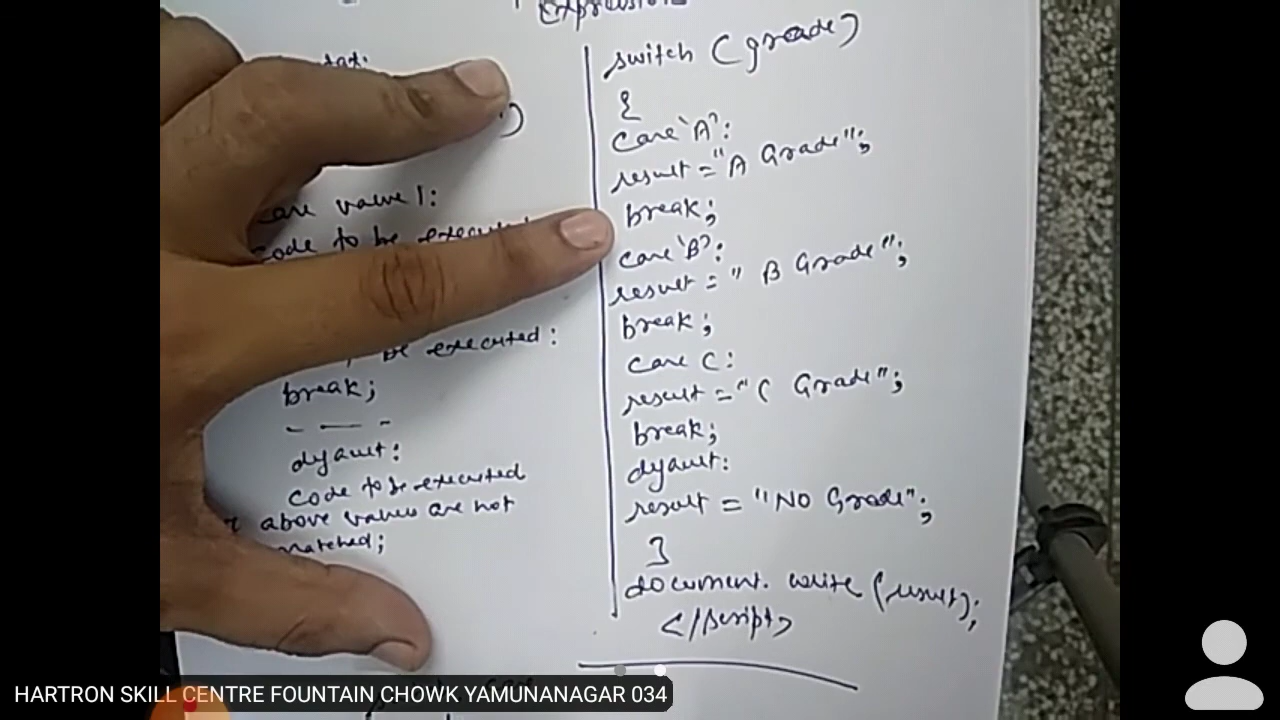 Expression
case value 1:
code to be executed
be executed:
break;
- — -
default:
code to be executed
above values are not
matched;
switch (grade)
{
Case 'A':
result = "A Grade";
break;
case 'B':
result = " B Grade";
break;
Case C:
result = "C Grade";
break;
default:
result = "NO Grade";
}
document. write (result);
</script>
HARTRON SKILL CENTRE FOUNTAIN CHOWK YAMUNANAGAR 034